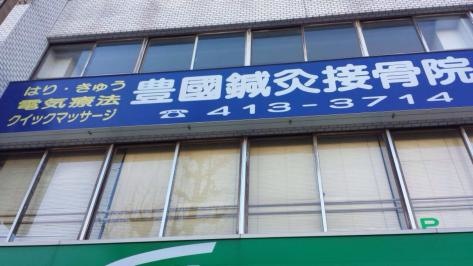 はり・きゅう
電気療法
クイックマッサージ
豊國鍼灸接骨院
☎413-3714
P